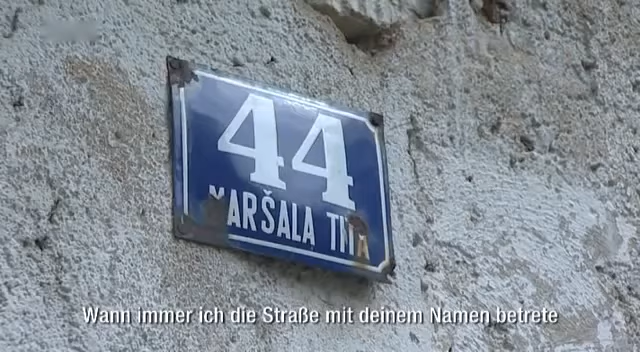 44
MARŠALA TITA
Wann immer ich die Straße mit deinem Namen betrete